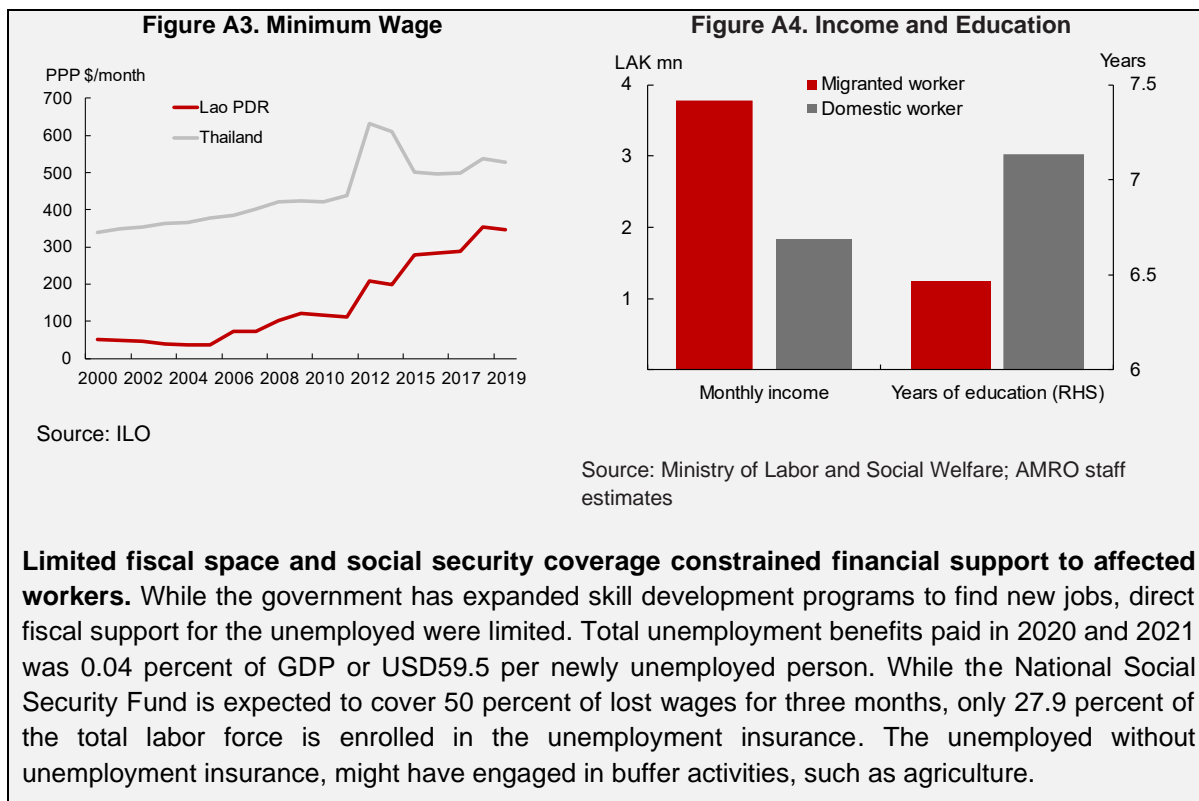 Figure A3. Minimum Wage
PPP $/month
700
600
500
400
300
200
100
0
Lao PDR
Thailand
2000 2002 2004 2006 2008 2010 2012 2015 2017 2019
Source: ILO
Figure A4. Income and Education
LAK mn
Years
4
3
2
1
7.5
7
6.5
6
Migranted worker
Domestic worker
Monthly income
Years of education (RHS)
Source: Ministry of Labor and Social Welfare; AMRO staff
estimates
Limited fiscal space and social security coverage constrained financial support to affected
workers. While the government has expanded skill development programs to find new jobs, direct
fiscal support for the unemployed were limited. Total unemployment benefits paid in 2020 and 2021
was 0.04 percent of GDP or USD59.5 per newly unemployed person. While the National Social
Security Fund is expected to cover 50 percent of lost wages for three months, only 27.9 percent of
the total labor force is enrolled in the unemployment insurance. The unemployed without
unemployment insurance, might have engaged in buffer activities, such as agriculture.